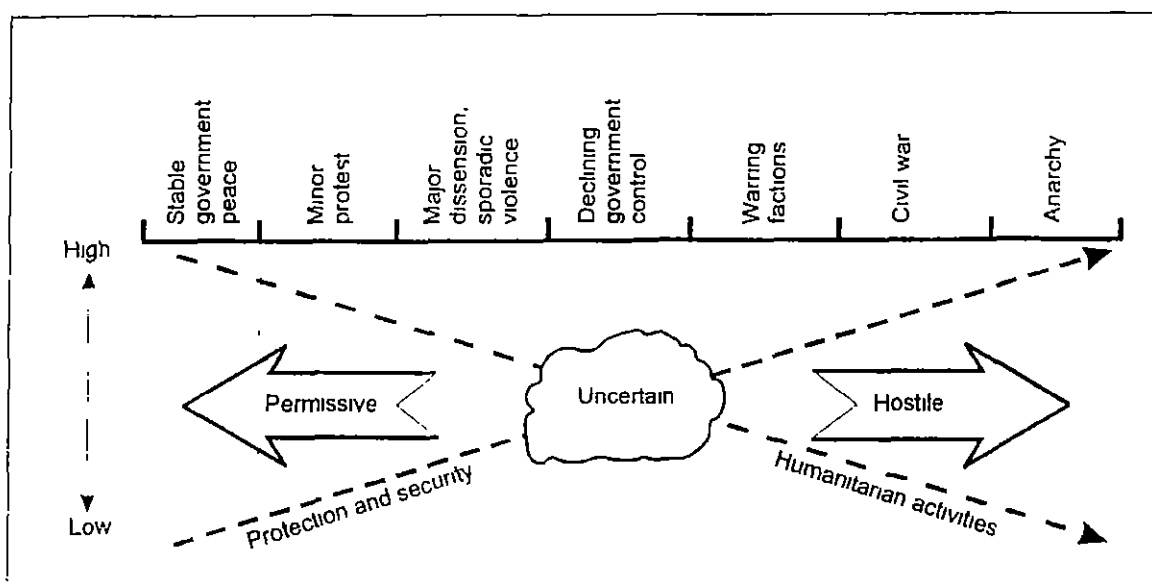 Stable
government
peace
Minor
protest
Major
dissension,
sporadic
violence
Declining
government
control
Warring
factions
Civil war
Anarchy
High
Permissive
Uncertain
Hostile
Low
Protection and security
Humanitarian activities